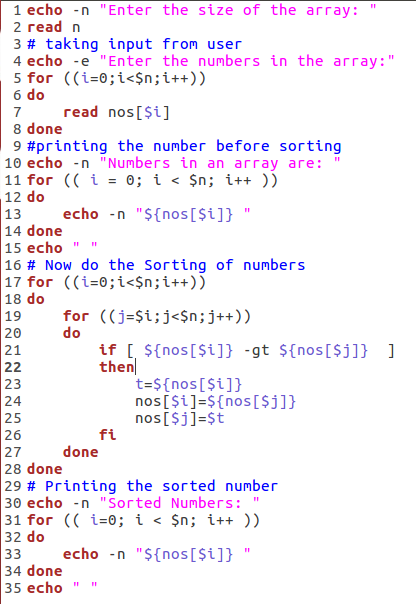 1 echo -n "Enter the size of the array: "
2 read n
3 # taking input from user
4 echo -e "Enter the numbers in the array:"
5 for ((i=0;i<$n;i++))
6 do
7     read nos[$i]
8 done
9 #printing the number before sorting
10 echo -n "Numbers in an array are: "
11 for (( i = 0; i < $n; i++ ))
12 do
13     echo -n "${nos[$i]} "
14 done
15 echo " "
16 # Now do the Sorting of numbers
17 for ((i=0;i<$n;i++))
18 do
19     for ((j=$i;j<$n;j++))
20     do
21         if [ ${nos[$i]} -gt ${nos[$j]}  ]
22         then
23             t=${nos[$i]}
24             nos[$i]=${nos[$j]}
25             nos[$j]=$t
26         fi
27     done
28 done
29 # Printing the sorted number
30 echo -n "Sorted Numbers: "
31 for (( i=0; i < $n; i++ ))
32 do
33     echo -n "${nos[$i]} "
34 done
35 echo " "